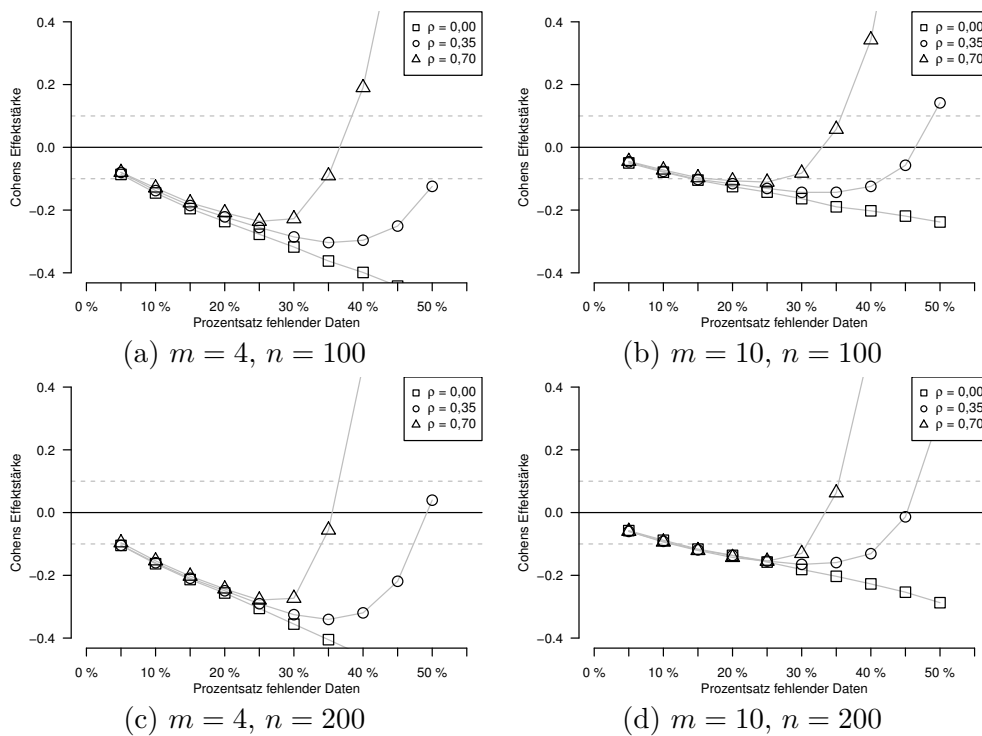 0.4
0.2
0.0
−0.2
−0.4
Cohens Effektstärke
ρ = 0,00
ρ = 0,35
ρ = 0,70
0 %
10 %
20 %
30 %
40 %
50 %
Prozentsatz fehlender Daten
(a) m = 4, n = 100
0.4
0.2
0.0
−0.2
−0.4
Cohens Effektstärke
ρ = 0,00
ρ = 0,35
ρ = 0,70
0 %
10 %
20 %
30 %
40 %
50 %
Prozentsatz fehlender Daten
(b) m = 10, n = 100
0.4
0.2
0.0
−0.2
−0.4
Cohens Effektstärke
ρ = 0,00
ρ = 0,35
ρ = 0,70
0 %
10 %
20 %
30 %
40 %
50 %
Prozentsatz fehlender Daten
(c) m = 4, n = 200
0.4
0.2
0.0
−0.2
−0.4
Cohens Effektstärke
ρ = 0,00
ρ = 0,35
ρ = 0,70
0 %
10 %
20 %
30 %
40 %
50 %
Prozentsatz fehlender Daten
(d) m = 10, n = 200